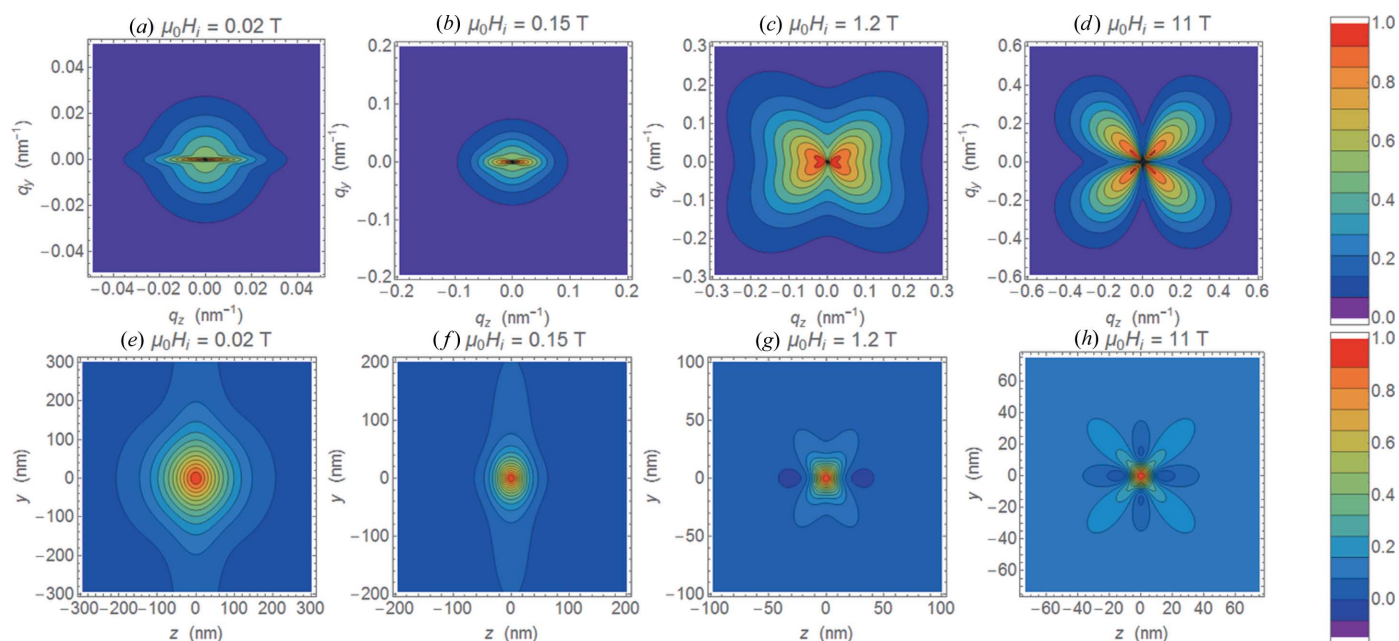 (a) μ₀Hᵢ = 0.02 T
(b) μ₀Hᵢ = 0.15 T
(c) μ₀Hᵢ = 1.2 T
(d) μ₀Hᵢ = 11 T
0.04
0.02
0.00
−0.02
−0.04
q_y (nm⁻¹)
−0.04 −0.02 0.00 0.02 0.04
q_z (nm⁻¹)
0.2
0.1
0.0
−0.1
−0.2
q_y (nm⁻¹)
−0.2 −0.1 0.0 0.1 0.2
q_z (nm⁻¹)
0.3
0.2
0.1
0.0
−0.1
−0.2
−0.3
q_y (nm⁻¹)
−0.3 −0.2 −0.1 0.0 0.1 0.2 0.3
q_z (nm⁻¹)
0.6
0.4
0.2
0.0
−0.2
−0.4
−0.6
q_y (nm⁻¹)
−0.6 −0.4 −0.2 0.0 0.2 0.4 0.6
q_z (nm⁻¹)
1.0
0.8
0.6
0.4
0.2
0.0
(e) μ₀Hᵢ = 0.02 T
(f) μ₀Hᵢ = 0.15 T
(g) μ₀Hᵢ = 1.2 T
(h) μ₀Hᵢ = 11 T
300
200
100
0
−100
−200
−300
y (nm)
−300 −200 −100 0 100 200 300
z (nm)
200
100
0
−100
−200
y (nm)
−200 −100 0 100 200
z (nm)
100
50
0
−50
−100
y (nm)
−100 −50 0 50 100
z (nm)
60
40
20
0
−20
−40
−60
y (nm)
−60 −40 −20 0 20 40 60
z (nm)
1.0
0.8
0.6
0.4
0.2
0.0